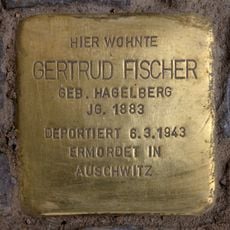 HIER WOHNTE
GERTRUD FISCHER
GEB. HAGELBERG
JG. 1883
DEPORTIERT 6.3.1943
ERMORDET IN
AUSCHWITZ